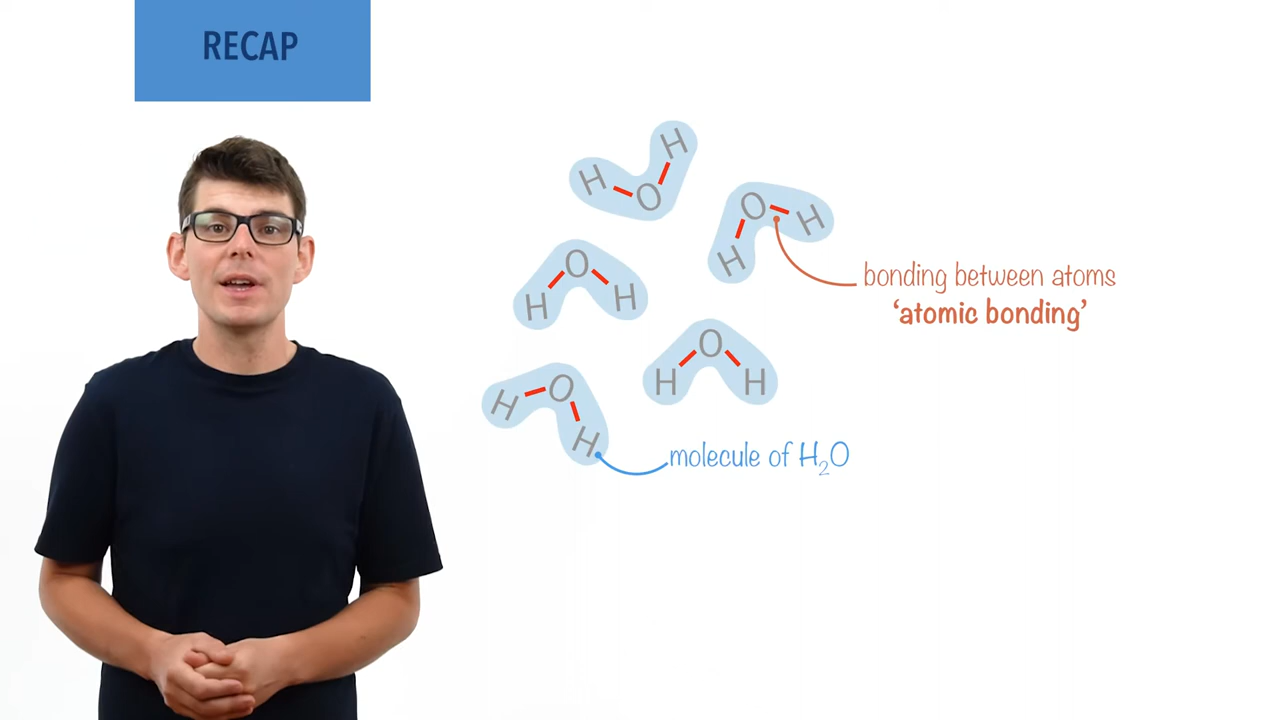 RECAP
H O H
O H
H
O
H H
O
H H
H O
H
bonding between atoms
'atomic bonding'
molecule of H₂O